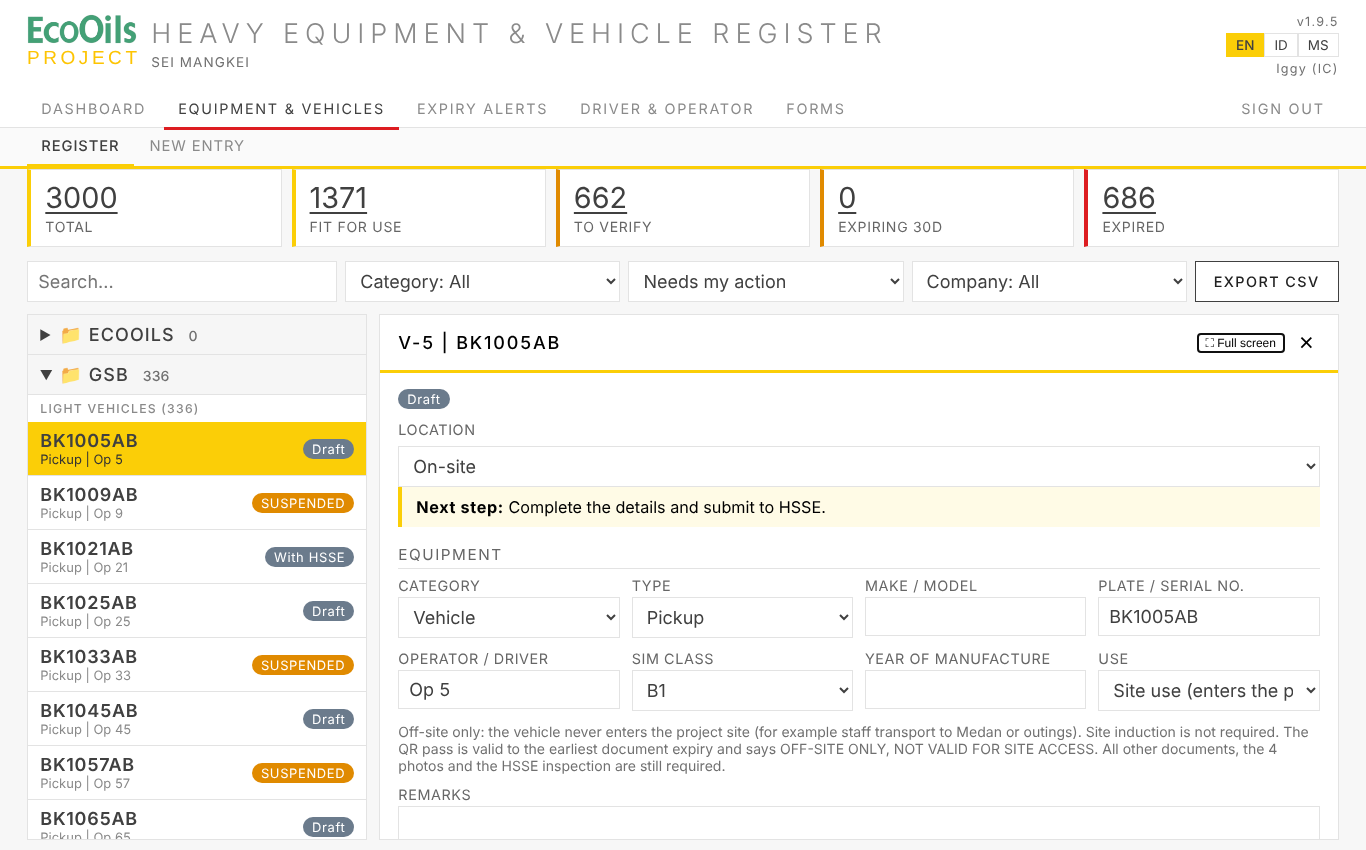 EcoOils
PROJECT
HEAVY EQUIPMENT & VEHICLE REGISTER
SEI MANGKEI
v1.9.5
EN ID MS
Iggy (IC)
DASHBOARD EQUIPMENT & VEHICLES EXPIRY ALERTS DRIVER & OPERATOR FORMS SIGN OUT
REGISTER NEW ENTRY
3000 1371 662 0 686
TOTAL FIT FOR USE TO VERIFY EXPIRING 30D EXPIRED
Search... Category: All Needs my action Company: All EXPORT CSV
ECOOILS 0
GSB 336
LIGHT VEHICLES (336)
BK1005AB
Pickup | Op 5
Draft
BK1009AB
Pickup | Op 9
SUSPENDED
BK1021AB
Pickup | Op 21
With HSSE
BK1025AB
Pickup | Op 25
Draft
BK1033AB
Pickup | Op 33
SUSPENDED
BK1045AB
Pickup | Op 45
Draft
BK1057AB
Pickup | Op 57
SUSPENDED
BK1065AB
Pickup | Op 65
Draft
V-5 | BK1005AB
Full screen ✕
Draft
LOCATION
On-site
Next step: Complete the details and submit to HSSE.
EQUIPMENT
CATEGORY TYPE MAKE / MODEL PLATE / SERIAL NO.
Vehicle Pickup BK1005AB
OPERATOR / DRIVER SIM CLASS YEAR OF MANUFACTURE USE
Op 5 B1 Site use (enters the p
Off-site only: the vehicle never enters the project site (for example staff transport to Medan or outings). Site induction is not required. The
QR pass is valid to the earliest document expiry and says OFF-SITE ONLY, NOT VALID FOR SITE ACCESS. All other documents, the 4
photos and the HSSE inspection are still required.
REMARKS